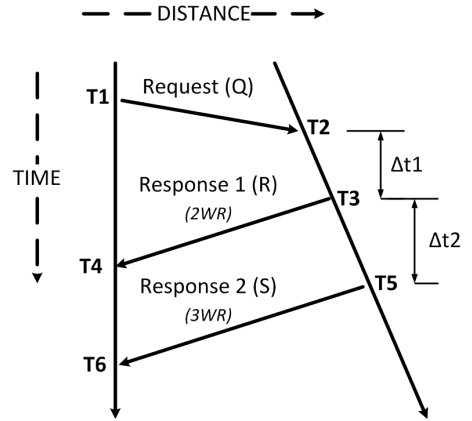 DISTANCE
T1
Request (Q)
T2
Δt1
TIME
Response 1 (R)
(2WR)
T3
Δt2
T4
Response 2 (S)
(3WR)
T5
T6